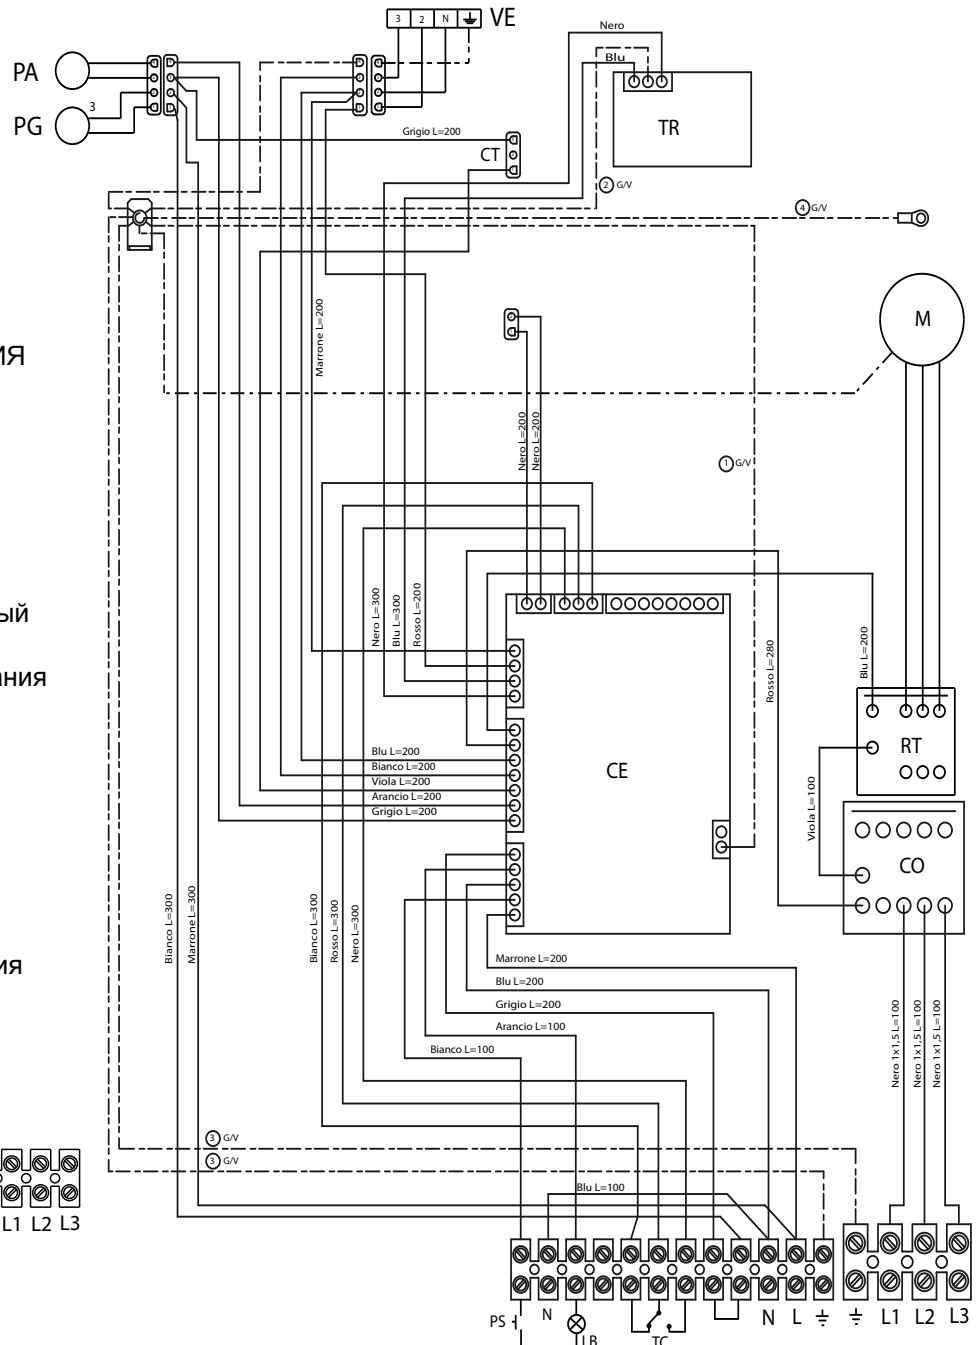 3 2 N VE
PA
PG
3
Nero
Blu
TR
Grigio L=200
CT
2 G/V
4 G/V
Marrone L=200
M
ИЯ
Nero L=200
Nero L=200
1 G/V
ый
ания
Nero L=300
Blu L=300
Rosso L=200
Rosso L=280
Blu L=200
RT
Blu L=200
Bianco L=200
Viola L=200
Arancio L=200
Grigio L=200
CE
Viola L=100
CO
Bianco L=300
Marrone L=300
Bianco L=300
Rosso L=300
Nero L=300
ия
Marrone L=200
Blu L=200
Grigio L=200
Arancio L=100
Bianco L=100
Nero 1x1,5 L=100
Nero 1x1,5 L=100
Nero 1x1,5 L=100
3 G/V
3 G/V
Blu L=100
L1 L2 L3
PS
N
LB
TC
N L
L1 L2 L3